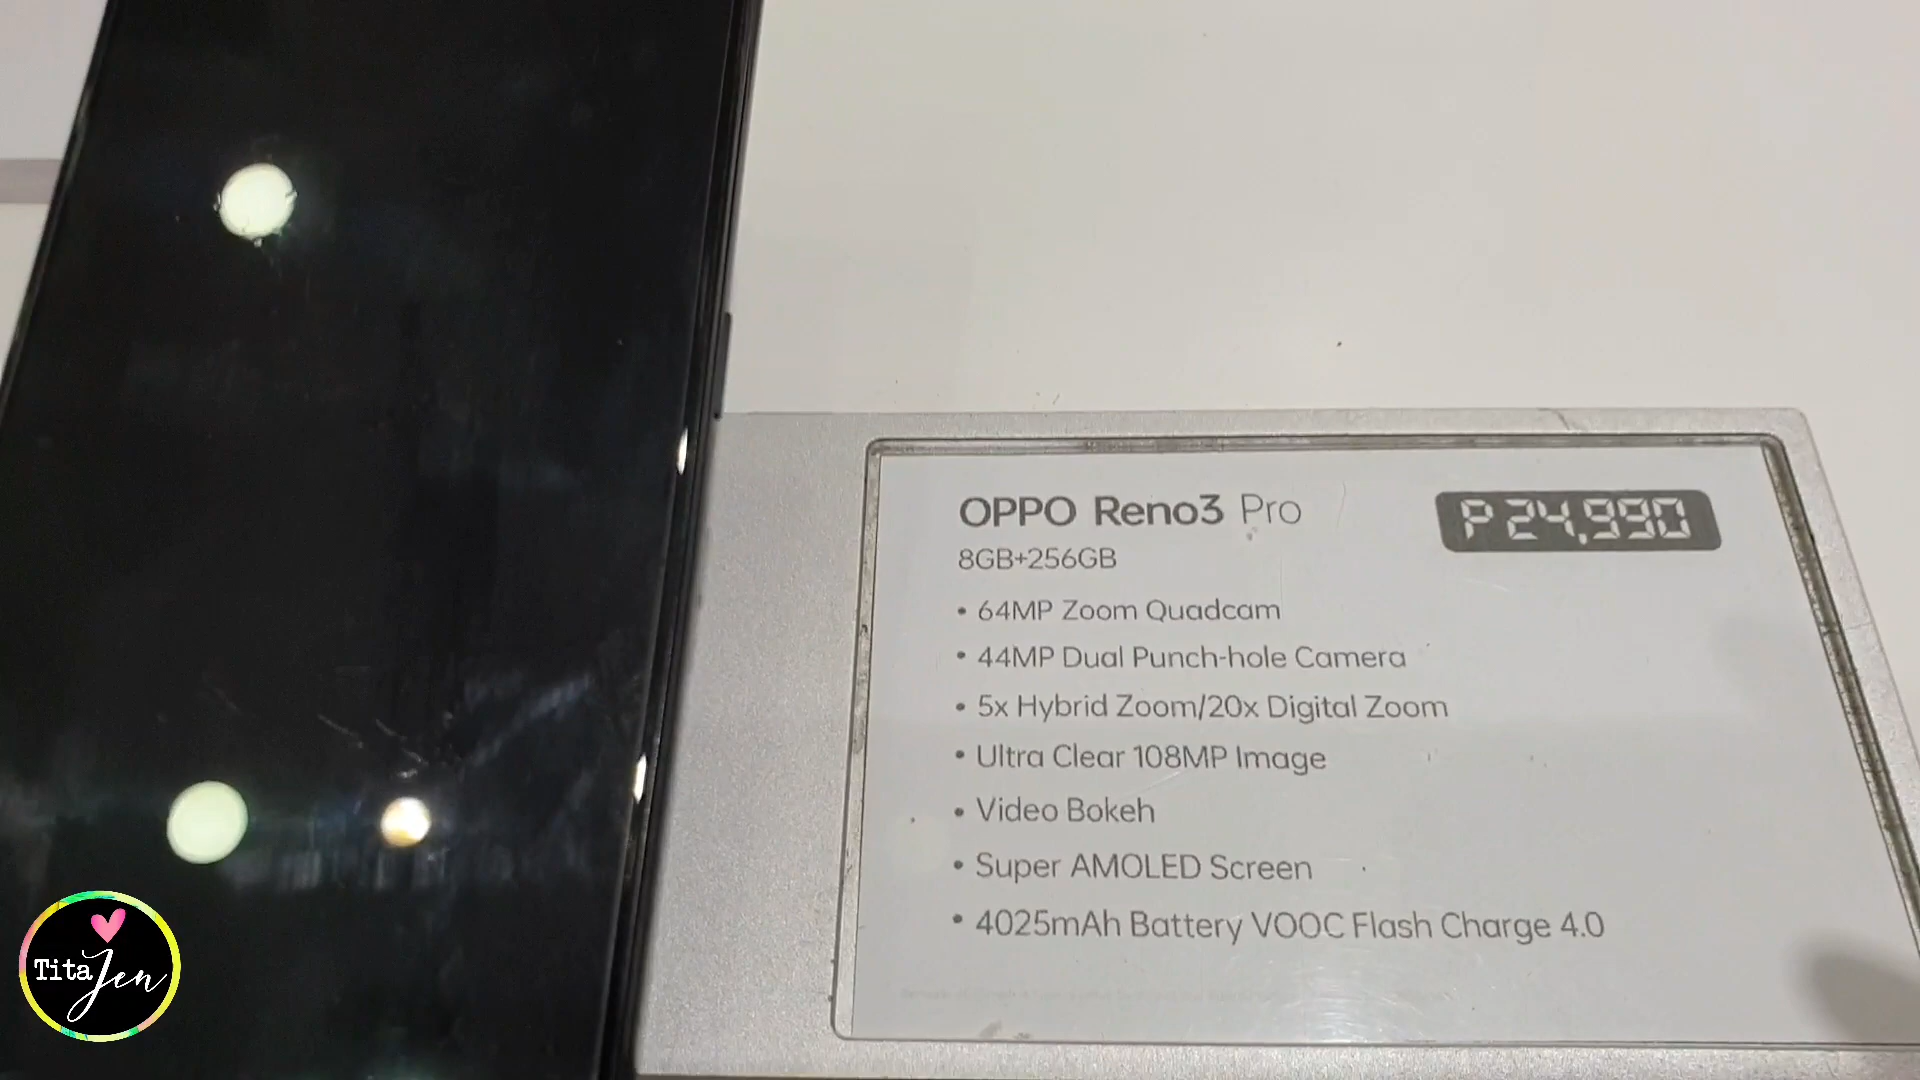 OPPO Reno3 Pro
P 24,990
8GB+256GB
• 64MP Zoom Quadcam
• 44MP Dual Punch-hole Camera
• 5x Hybrid Zoom/20x Digital Zoom
• Ultra Clear 108MP Image
• Video Bokeh
• Super AMOLED Screen
• 4025mAh Battery VOOC Flash Charge 4.0
Tita Jen